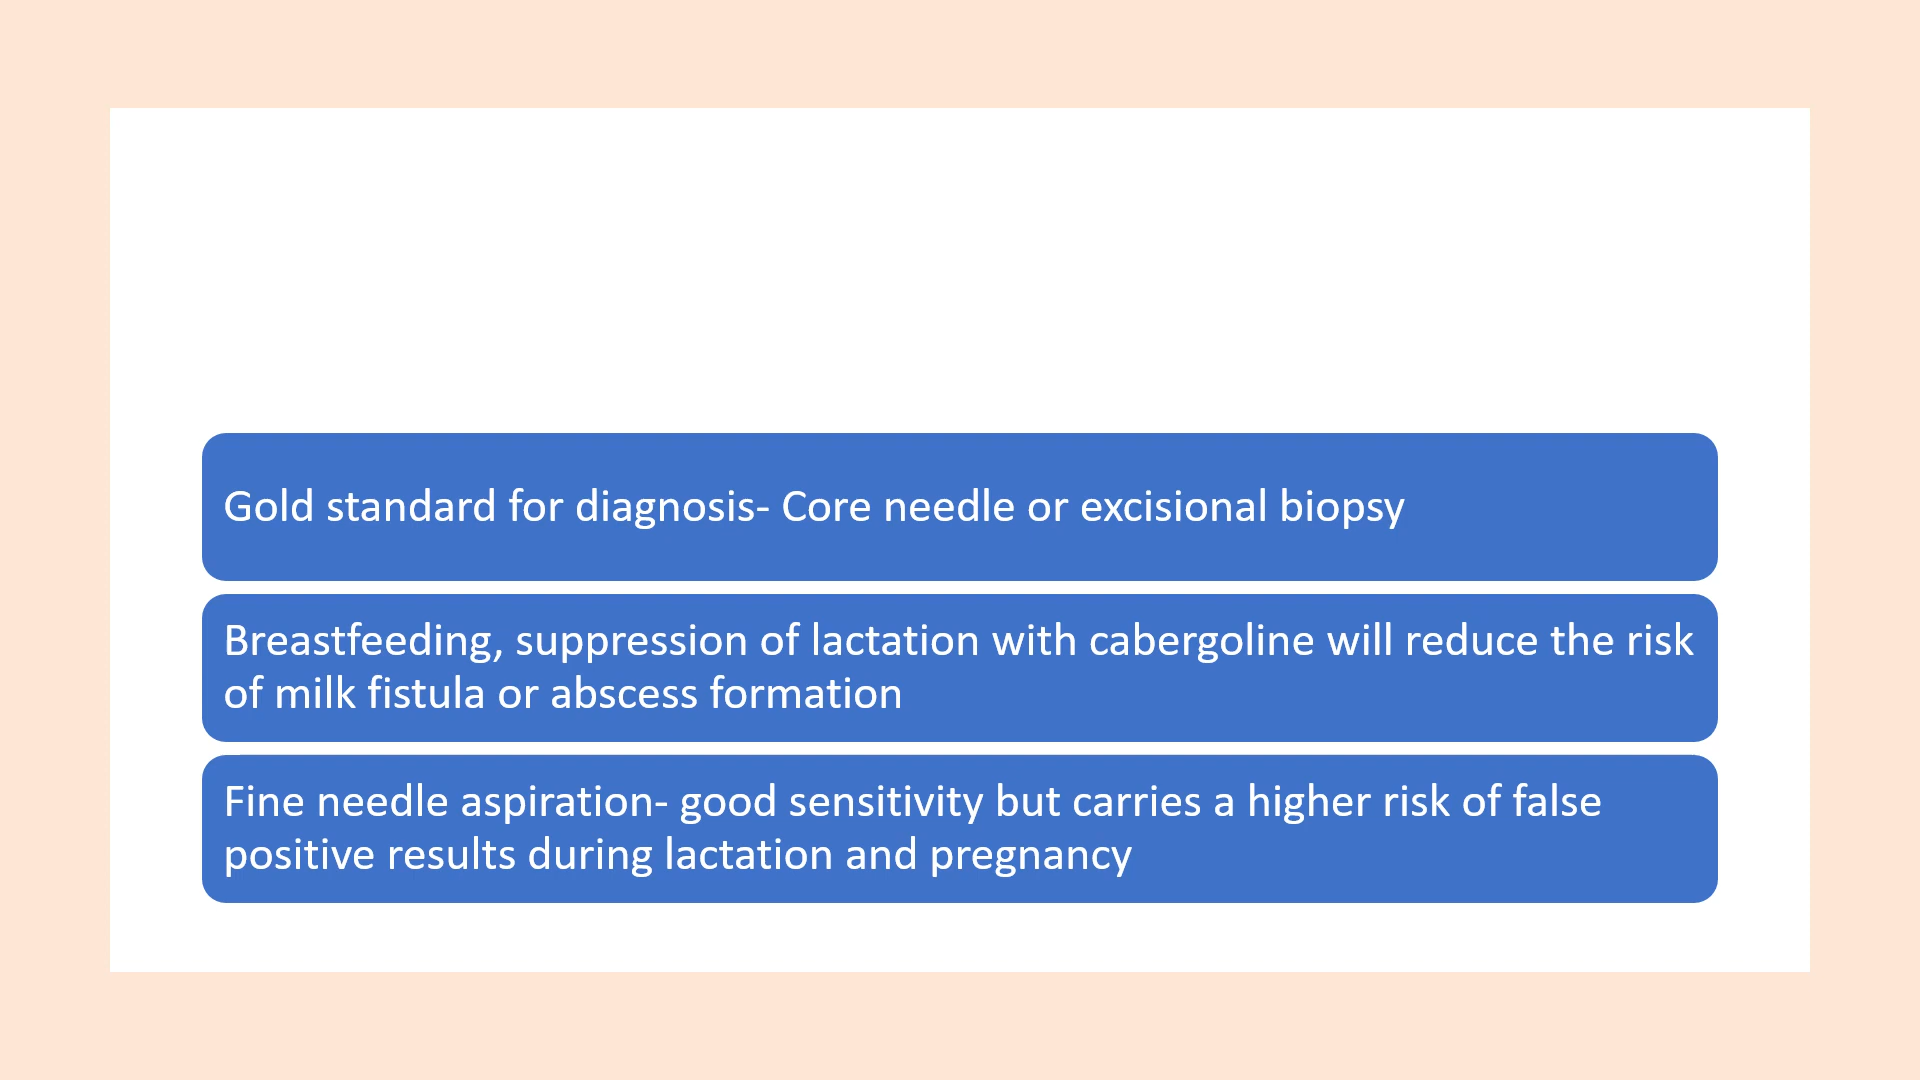 Gold standard for diagnosis- Core needle or excisional biopsy
Breastfeeding, suppression of lactation with cabergoline will reduce the risk
of milk fistula or abscess formation
Fine needle aspiration- good sensitivity but carries a higher risk of false
positive results during lactation and pregnancy